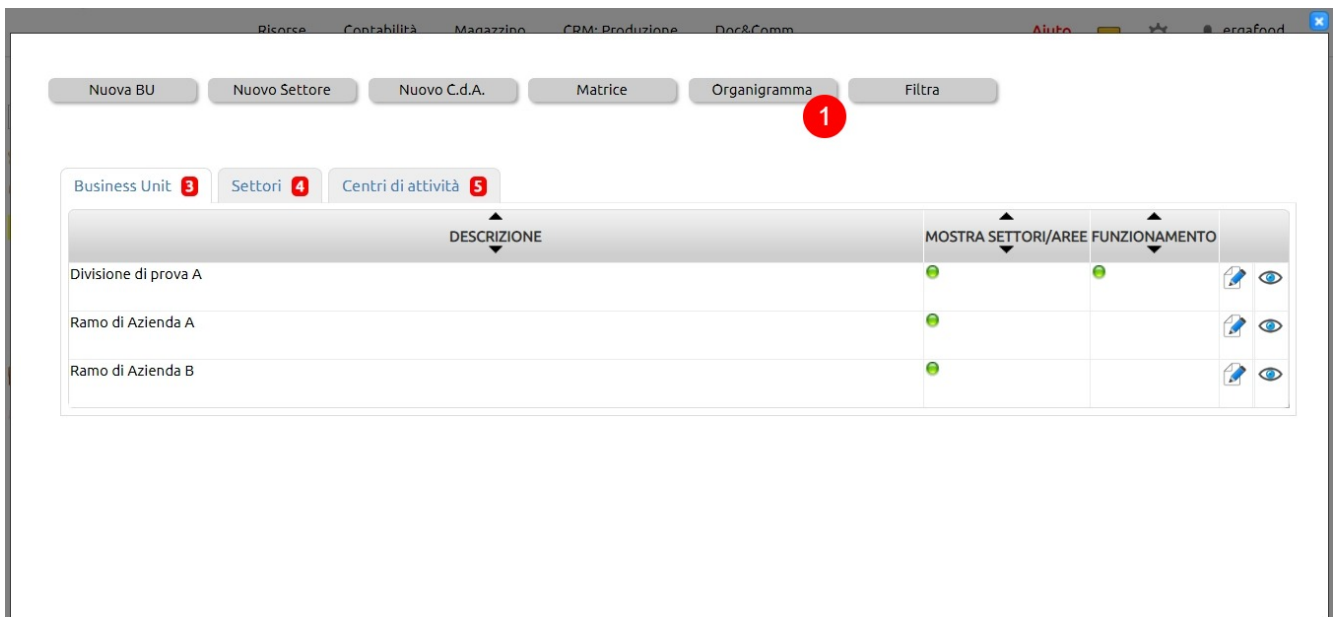 Risorse Contabilità Magazzino CRM: Produzione Doc&Comm Aiuto ergafood
Nuova BU Nuovo Settore Nuovo C.d.A. Matrice Organigramma Filtra
1
Business Unit 3 Settori 4 Centri di attività 5
DESCRIZIONE MOSTRA SETTORI/AREE FUNZIONAMENTO
Divisione di prova A
Ramo di Azienda A
Ramo di Azienda B